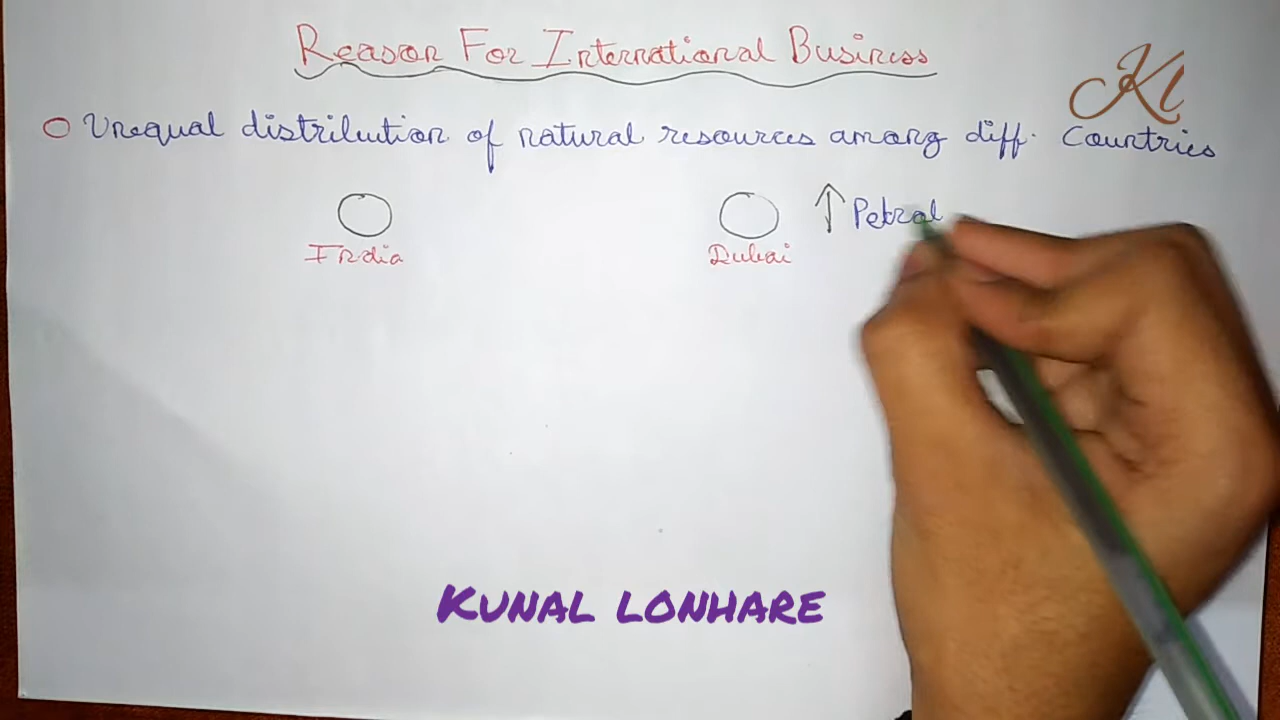 Reason For International Business
Kl
Unequal distribution of natural resources among diff. Countries
↑ Petrol
India
Dubai
KUNAL LONHARE